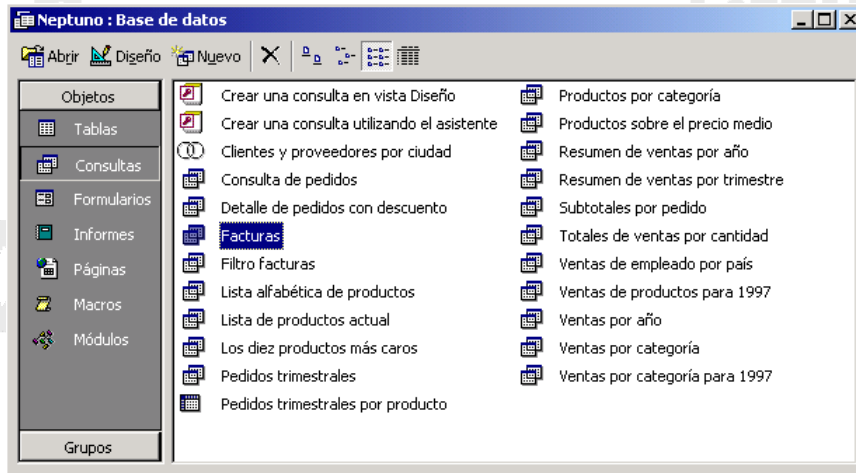 Neptuno : Base de datos
Abrir Diseño Nuevo
Objetos
Tablas
Consultas
Formularios
Informes
Páginas
Macros
Módulos
Grupos
Crear una consulta en vista Diseño
Crear una consulta utilizando el asistente
Clientes y proveedores por ciudad
Consulta de pedidos
Detalle de pedidos con descuento
Facturas
Filtro facturas
Lista alfabética de productos
Lista de productos actual
Los diez productos más caros
Pedidos trimestrales
Pedidos trimestrales por producto
Productos por categoría
Productos sobre el precio medio
Resumen de ventas por año
Resumen de ventas por trimestre
Subtotales por pedido
Totales de ventas por cantidad
Ventas de empleado por país
Ventas de productos para 1997
Ventas por año
Ventas por categoría
Ventas por categoría para 1997